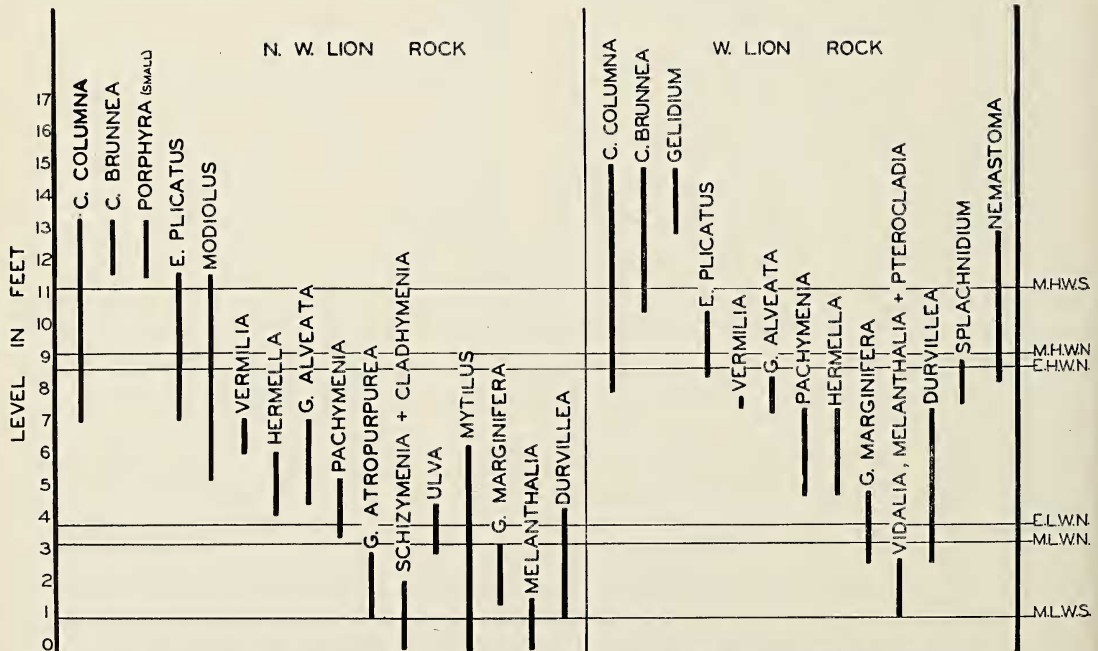 N. W. LION ROCK
W. LION ROCK
LEVEL IN FEET
17
16
15
14
13
12
11
10
9
8
7
6
5
4
3
2
1
0
C. COLUMNA
C. BRUNNEA
PORPHYRA (SMALL)
E. PLICATUS
MODIOLUS
VERMILIA
HERMELLA
G. ALVEATA
PACHYMENIA
G. ATROPURPUREA
SCHIZYMENIA + CLADHYMENIA
ULVA
MYTILUS
G. MARGINIFERA
MELANTHALIA
DURVILLEA
C. COLUMNA
C. BRUNNEA
GELIDIUM
E. PLICATUS
VERMILIA
G. ALVEATA
PACHYMENIA
HERMELLA
G. MARGINIFERA
VIDALIA, MELANTHALIA + PTEROCLADIA
DURVILLEA
SPLACHNIDIUM
NEMASTOMA
M.H.W.S.
M.H.W.N
E.H.W.N.
E.L.W.N.
M.L.W.N.
M.L.W.S.